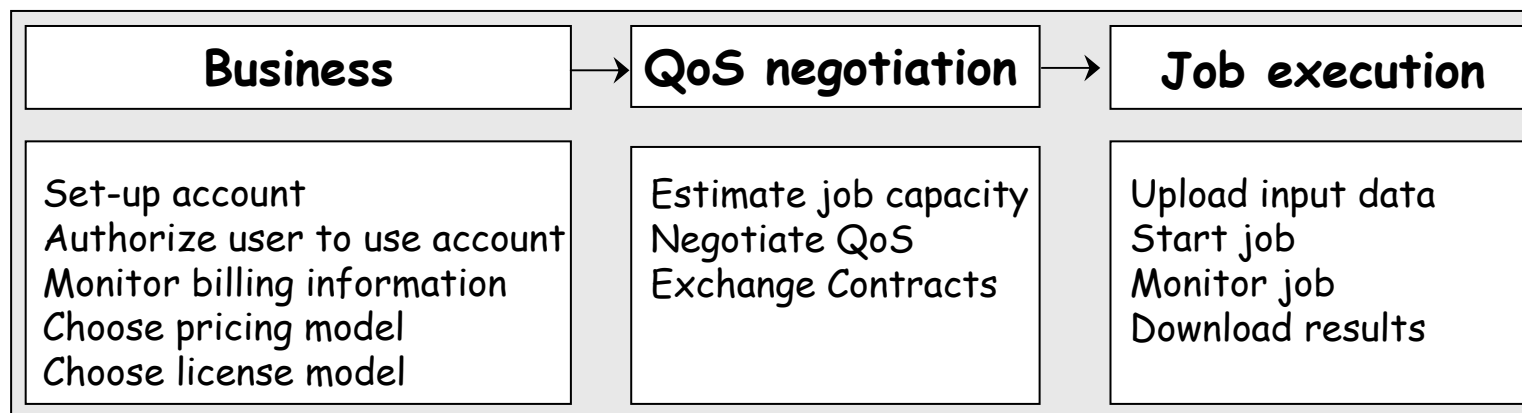 Business
QoS negotiation
Job execution
Set-up account
Authorize user to use account
Monitor billing information
Choose pricing model
Choose license model
Estimate job capacity
Negotiate QoS
Exchange Contracts
Upload input data
Start job
Monitor job
Download results